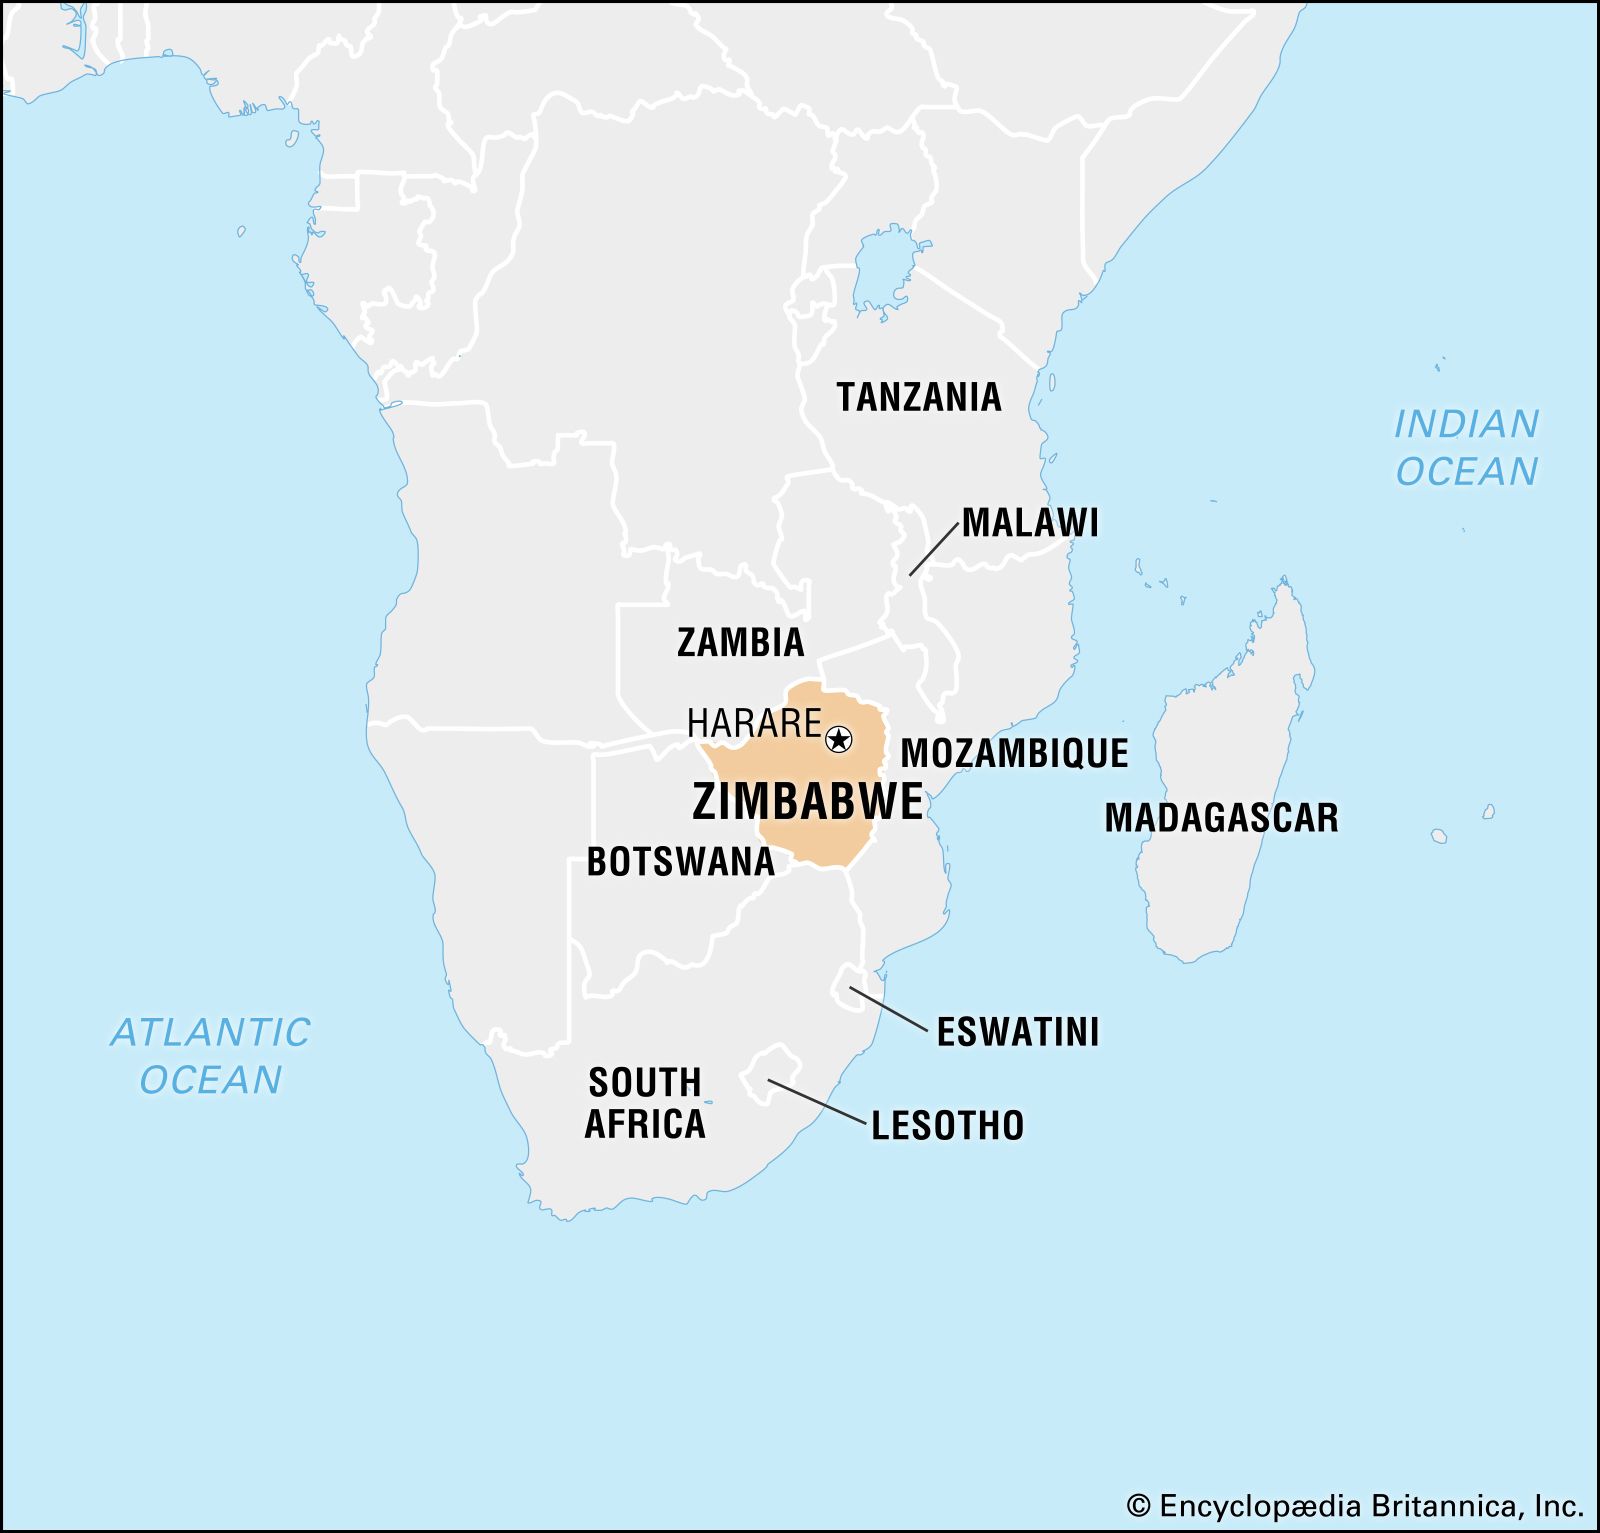 TANZANIA
INDIAN
OCEAN
MALAWI
ZAMBIA
HARARE
MOZAMBIQUE
ZIMBABWE
MADAGASCAR
BOTSWANA
ATLANTIC
OCEAN
ESWATINI
SOUTH
AFRICA
LESOTHO
© Encyclopædia Britannica, Inc.